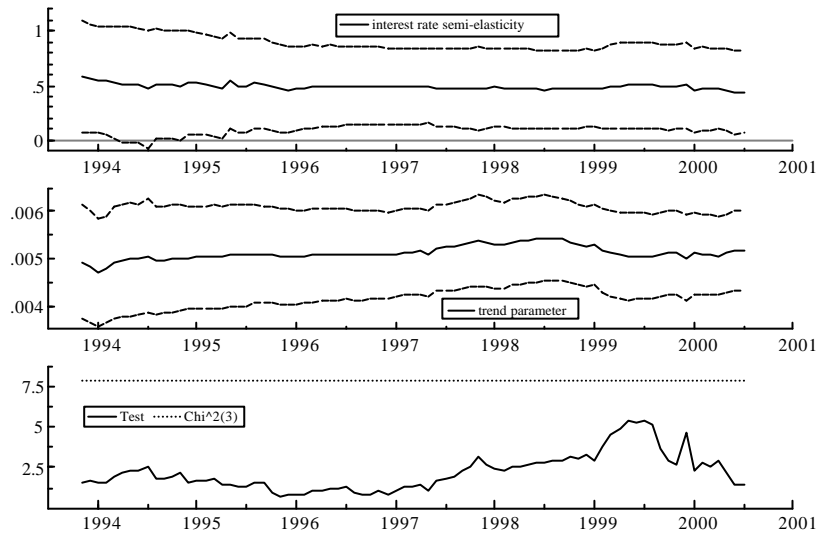 interest rate semi-elasticity
1
.5
0
1994 1995 1996 1997 1998 1999 2000 2001
.006
.005
.004
trend parameter
1994 1995 1996 1997 1998 1999 2000 2001
7.5
5
2.5
Test Chi^2(3)
1994 1995 1996 1997 1998 1999 2000 2001